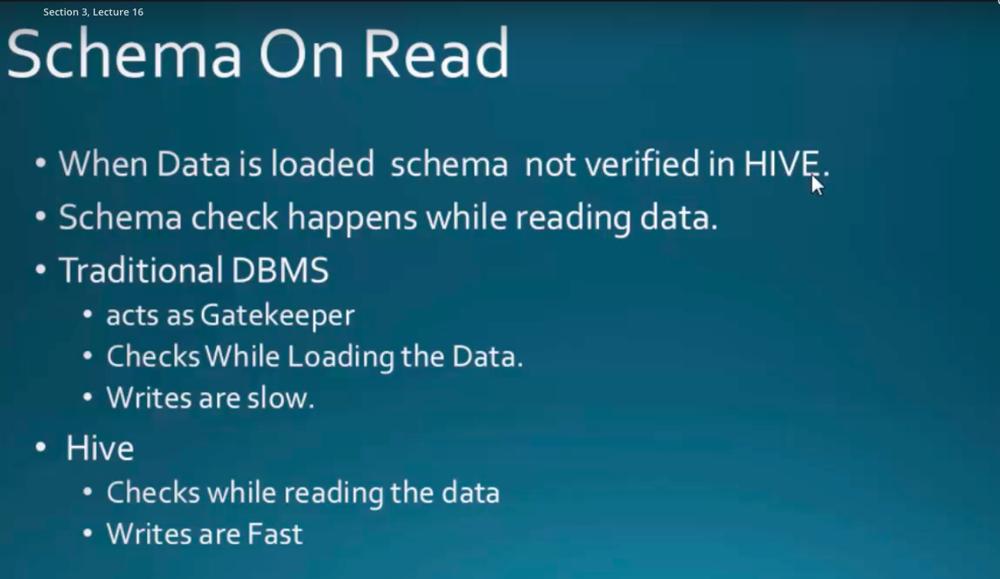 Section 3, Lecture 16
Schema On Read
• When Data is loaded schema not verified in HIVE.
• Schema check happens while reading data.
• Traditional DBMS
• acts as Gatekeeper
• Checks While Loading the Data.
• Writes are slow.
• Hive
• Checks while reading the data
• Writes are Fast